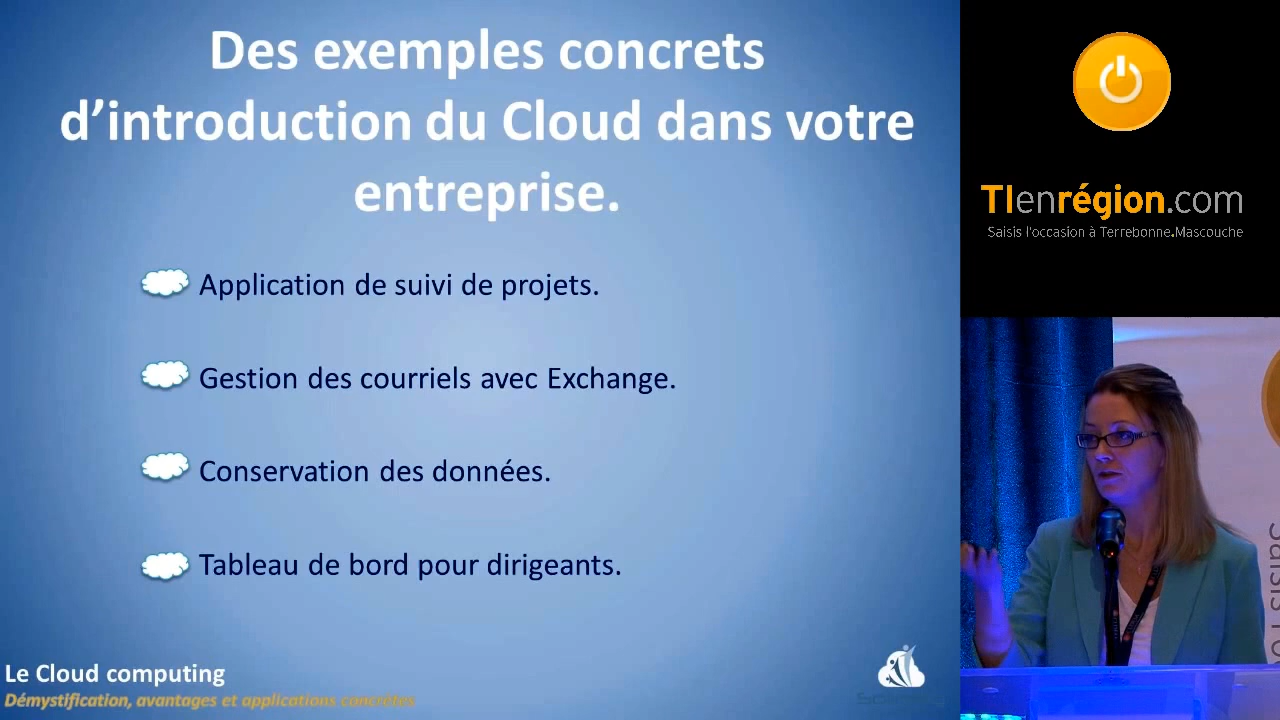 Des exemples concrets
d’introduction du Cloud dans votre
entreprise.
Application de suivi de projets.
Gestion des courriels avec Exchange.
Conservation des données.
Tableau de bord pour dirigeants.
Le Cloud computing
Démystification, avantages et applications concrètes
TIenrégion.com
Saisis l'occasion à Terrebonne.Mascouche